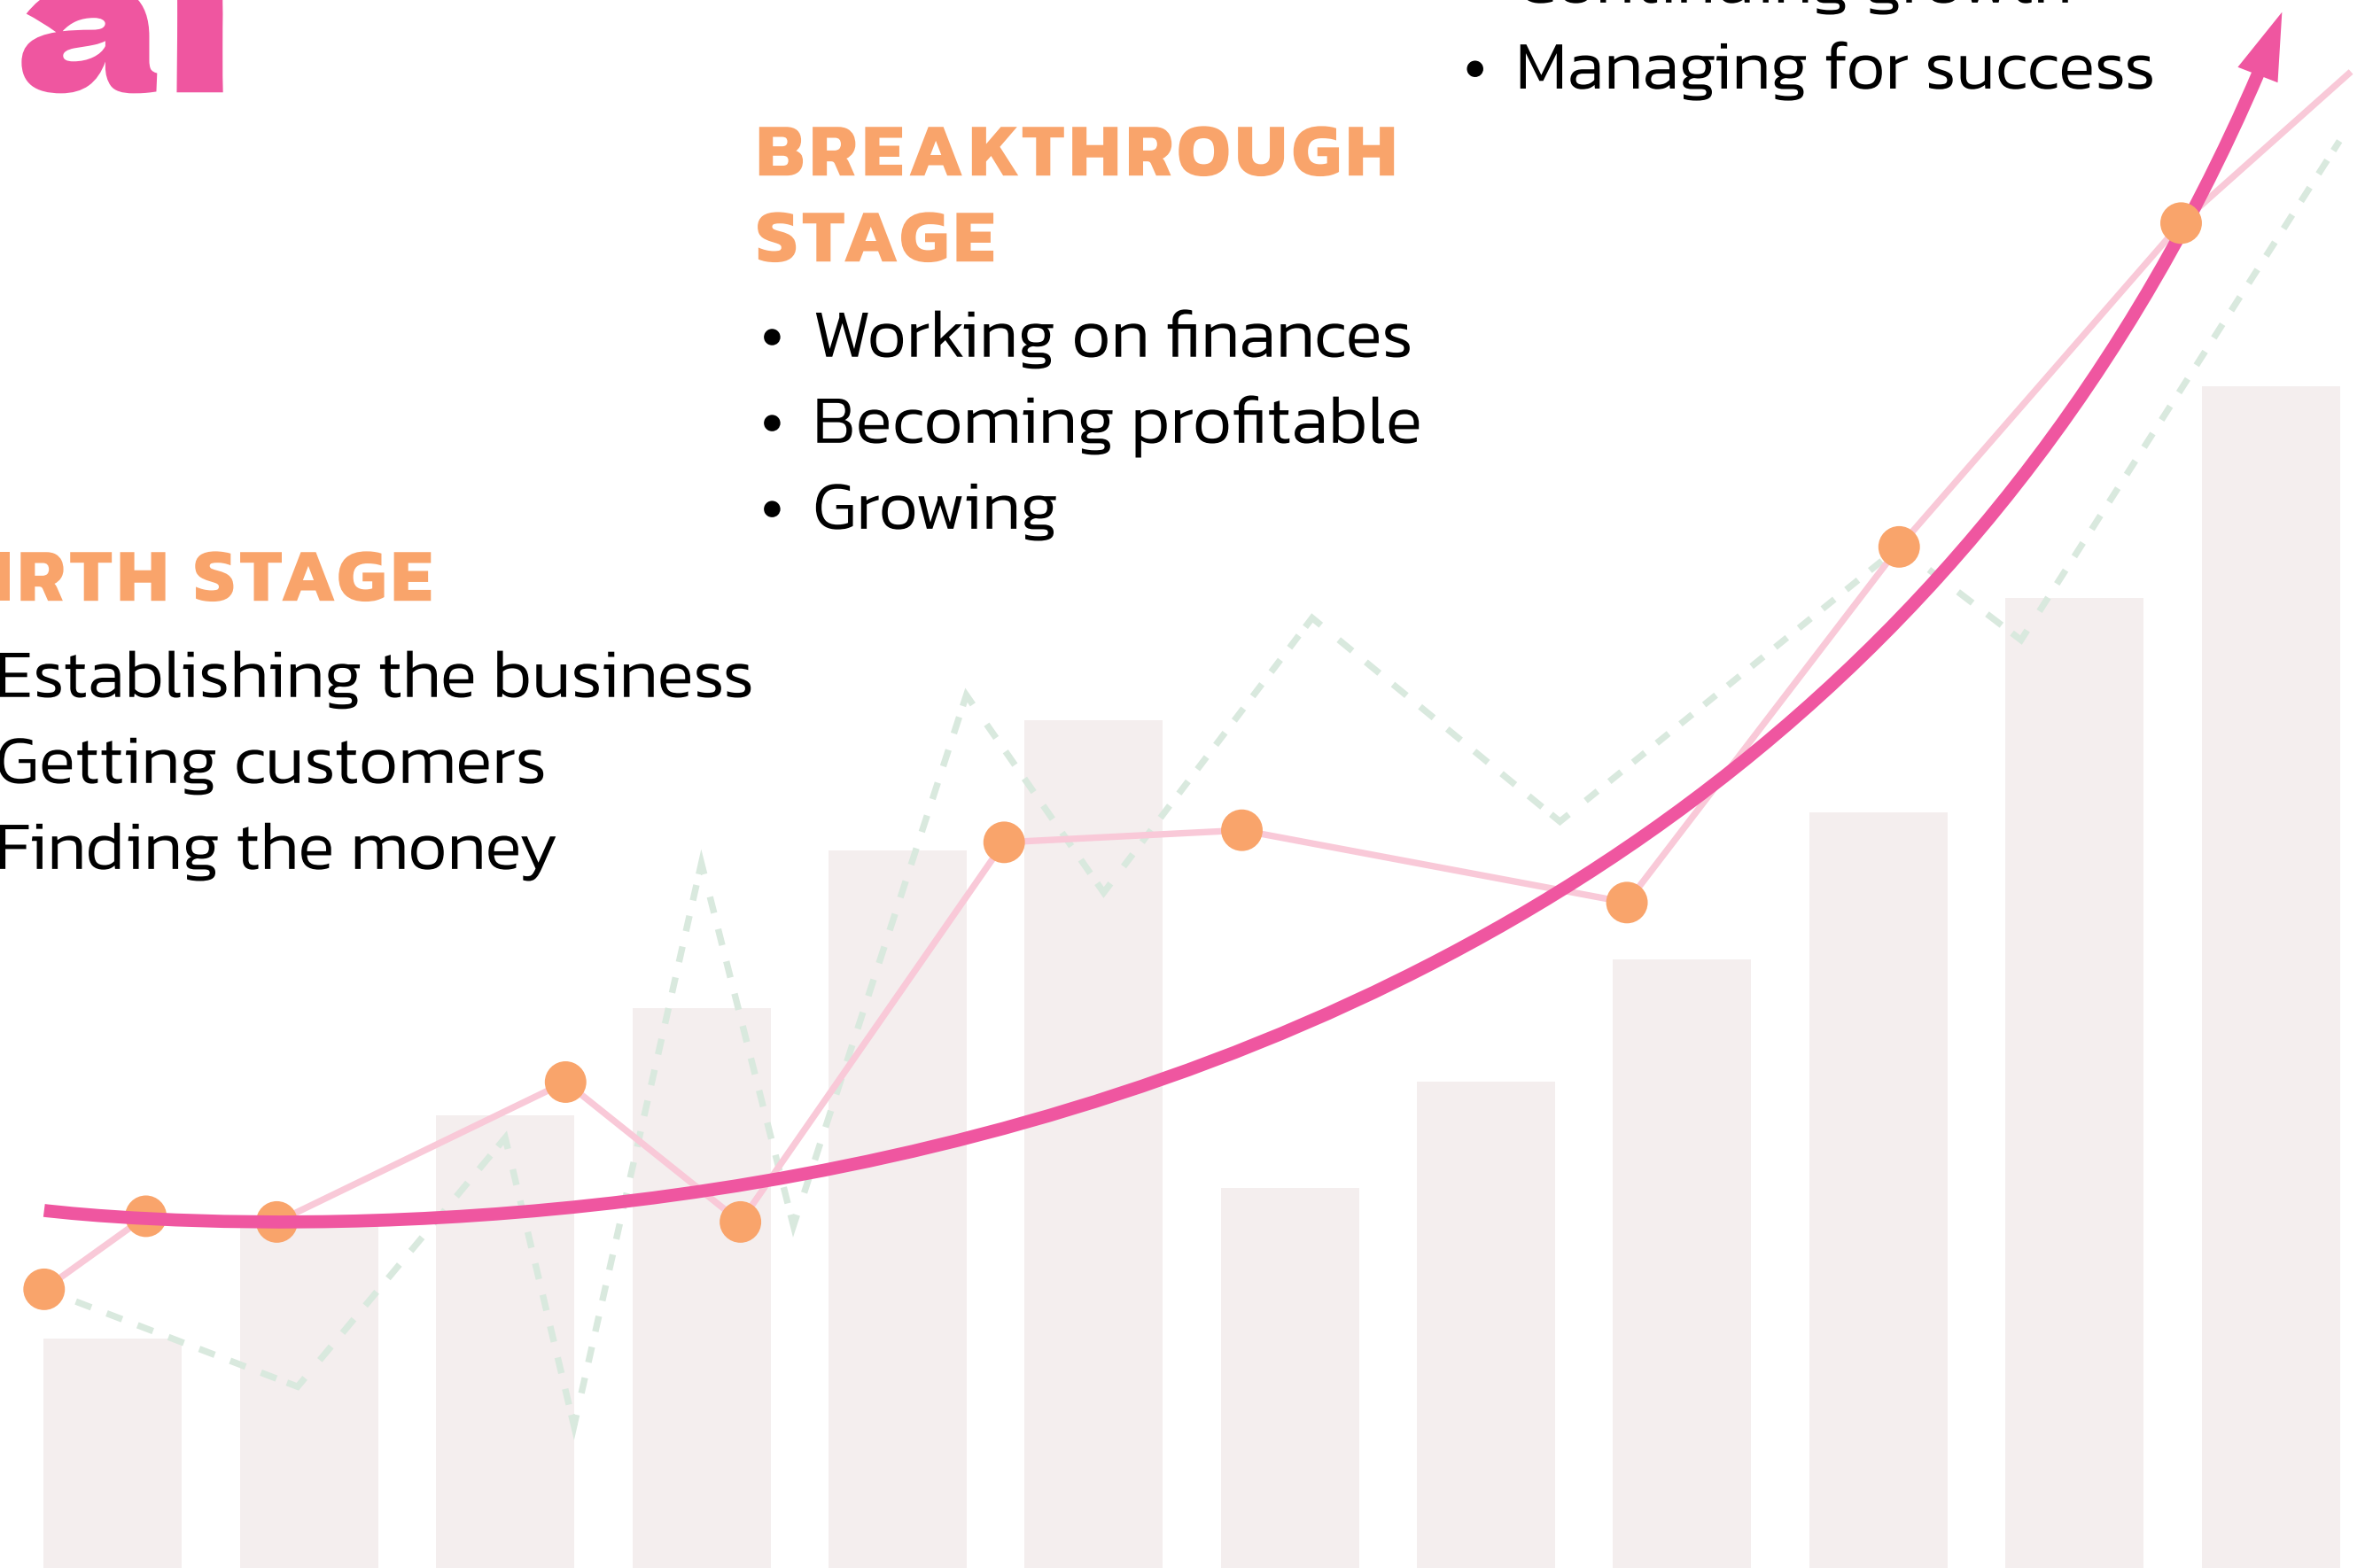 al
Managing for success
BREAKTHROUGH
STAGE
• Working on finances
• Becoming profitable
• Growing
IRTH STAGE
Establishing the business
Getting customers
Finding the money